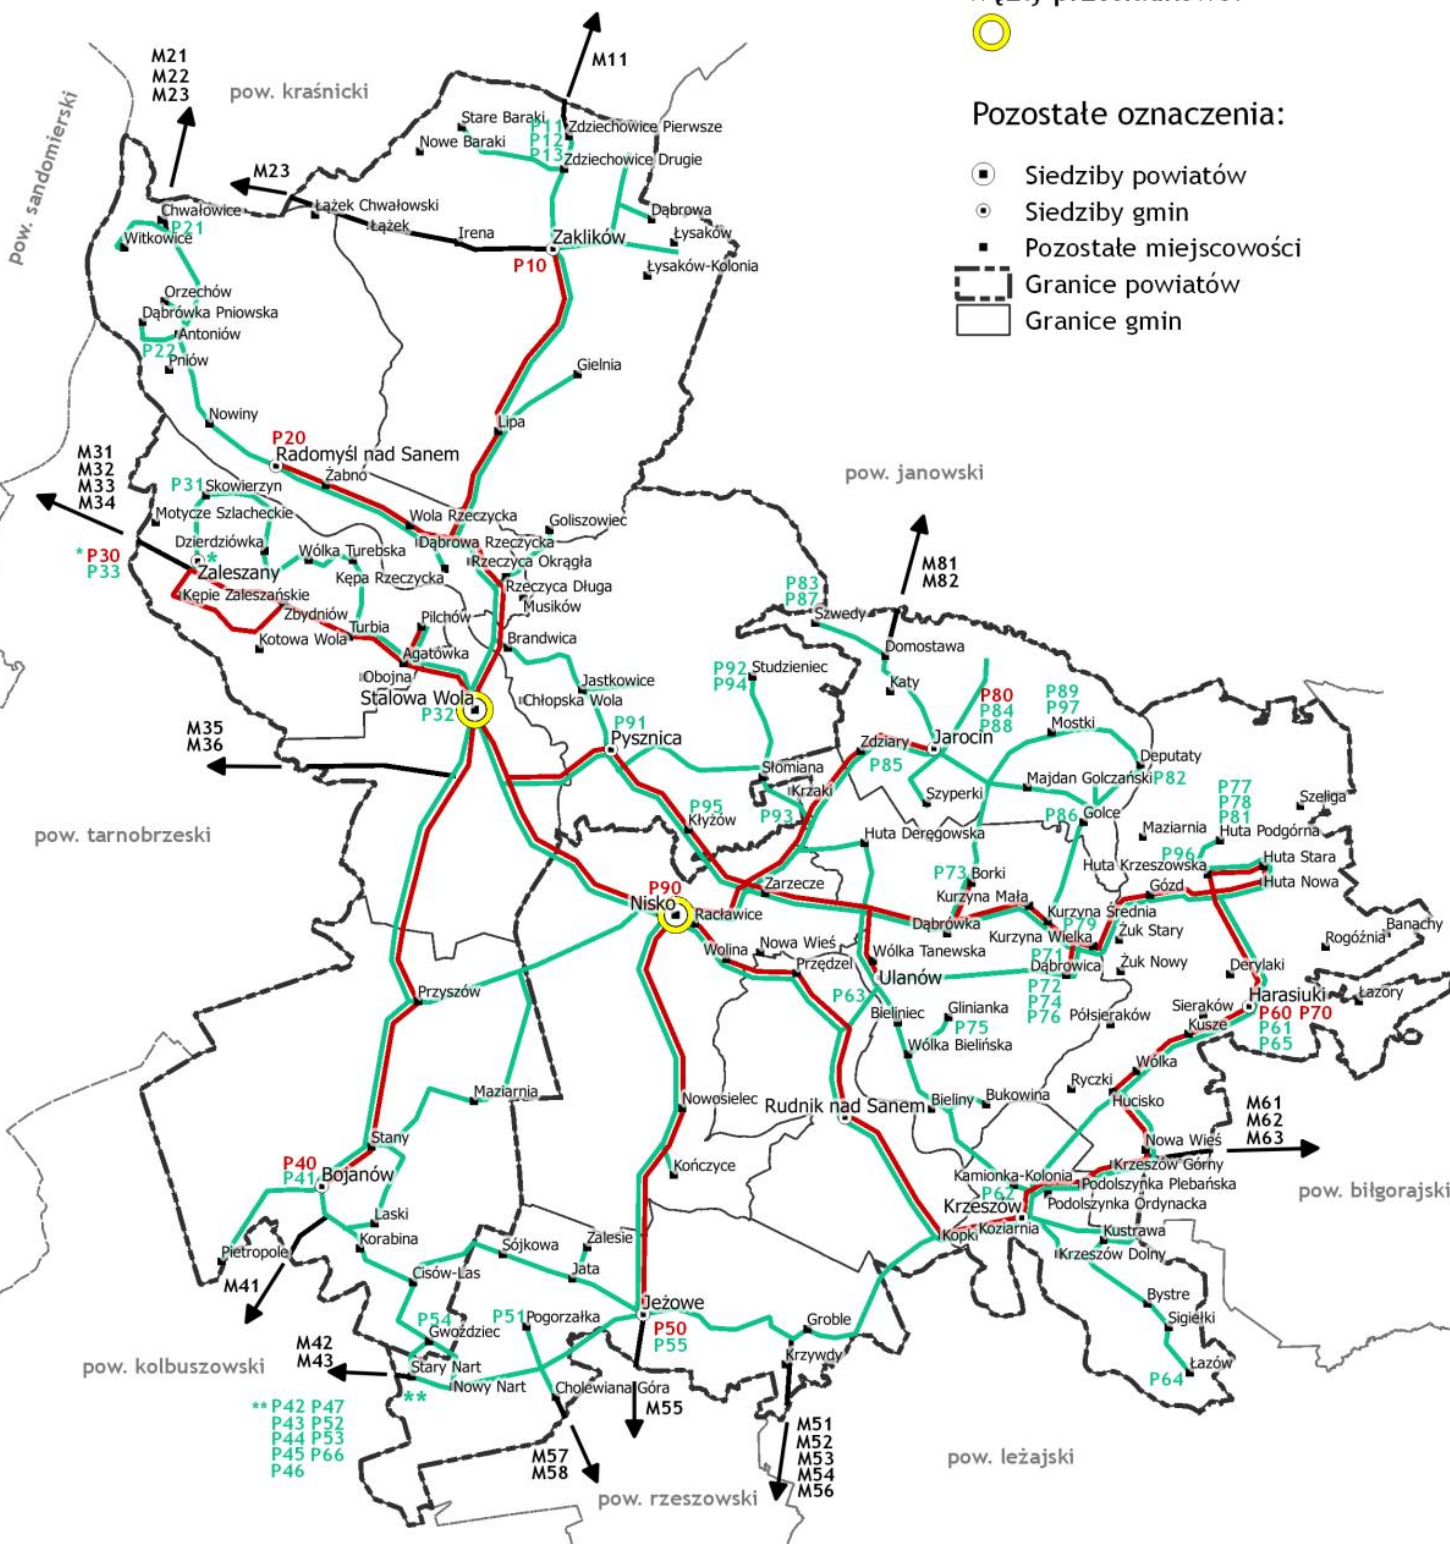 Pozostałe oznaczenia:
Siedziby powiatów
Siedziby gmin
Pozostałe miejscowości
Granice powiatów
Granice gmin
M21
M22
M23
pow. kraśnicki
M11
pow. sandomierski
Stare Baraki
P11
P12
P13
Zdziechowice Pierwsze
Nowe Baraki
Zdziechowice Drugie
M23
Łążek Chwałowski
Łążek
Irena
Zaklików
P10
Dąbrowa
Łysaków
Łysaków-Kolonia
Chwałowice
P21
Witkowice
Orzechów
Dąbrówka Pniowska
Antoniów
P22
Pniów
Gielnia
Nowiny
Lipa
P20
Radomyśl nad Sanem
Żabno
M31
M32
M33
M34
P31
Skowierzyn
Motycze Szlacheckie
Wola Rzeczycka
Goliszowiec
pow. janowski
Dzierdziówka
Dąbrowa Rzeczycka
* P30
P33
*
Zaleszany
Wólka Turebska
Rzeczyca Okrągła
Kępa Rzeczycka
Rzeczyca Długa
Kępie Zaleszańskie
Musików
Zbydniów
Pilchów
Turbia
Kotowa Wola
Brandwica
Agatówka
Obojna
Jastkowice
Stalowa Wola
P32
Chłopska Wola
P91
Pysznica
M35
M36
P83
P87
Szwedy
M81
M82
Domostawa
P92
P94
Studzieniec
Katy
P80
P84
P88
P89
P97
Mostki
Zdziary
Jarocin
P85
Deputaty
P82
Słomiana
Krzaki
Majdan Golczański
Szyperki
P93
P86
Golce
P77
P78
P81
Szeliga
P95
Kłyżów
Huta Deręgowska
Maziarnia
Huta Podgórna
pow. tarnobrzeski
P96
Huta Krzeszowska
Huta Stara
P73
Borki
Huta Nowa
P90
Nisko
Zarzecze
Kurzyna Mała
Gózd
Racławice
Kurzyna Średnia
Dąbrówka
P79
Kurzyna Wielka
Żuk Stary
Banachy
Rogóźnia
Wolina
Nowa Wieś
Wólka Tanewska
P71
Dąbrowica
Żuk Nowy
Derylaki
Przędzel
Ulanów
P72
P74
P76
Przyszów
P63
Glinianka
Bieliniec
P75
Półsieraków
Sieraków
Kusze
Harasiuki
P60 P70
P61
P65
Łazory
Wólka Bielińska
Wólka
Maziarnia
Nowosielec
Rudnik nad Sanem
Bieliny
Bukowina
Ryczki
Hucisko
M61
M62
M63
Stany
P40
P41
Bojanów
Kończyce
Nowa Wieś
Krzeszów Górny
Kamionka-Kolonia
Podolszynka Plebańska
P62
Podolszynka Ordynacka
pow. biłgorajski
Krzeszów
Laski
Korabina
Pietropole
Sójkowa
Zalesie
Kopki
Koziarnia
Kustrawa
Krzeszów Dolny
M41
Cisów-Las
Jata
Bystre
Jeżowe
P50
P55
P54
Gwoździec
P51
Pogorzałka
Groble
Sigiełki
M42
M43
pow. kolbuszowski
Stary Nart
Krzywdy
Łazów
P64
Nowy Nart
**
Cholewiana Góra
M55
** P42 P47
P43 P52
P44 P53
P45 P66
P46
M51
M52
M53
M54
M56
M57
M58
pow. leżajski
pow. rzeszowski